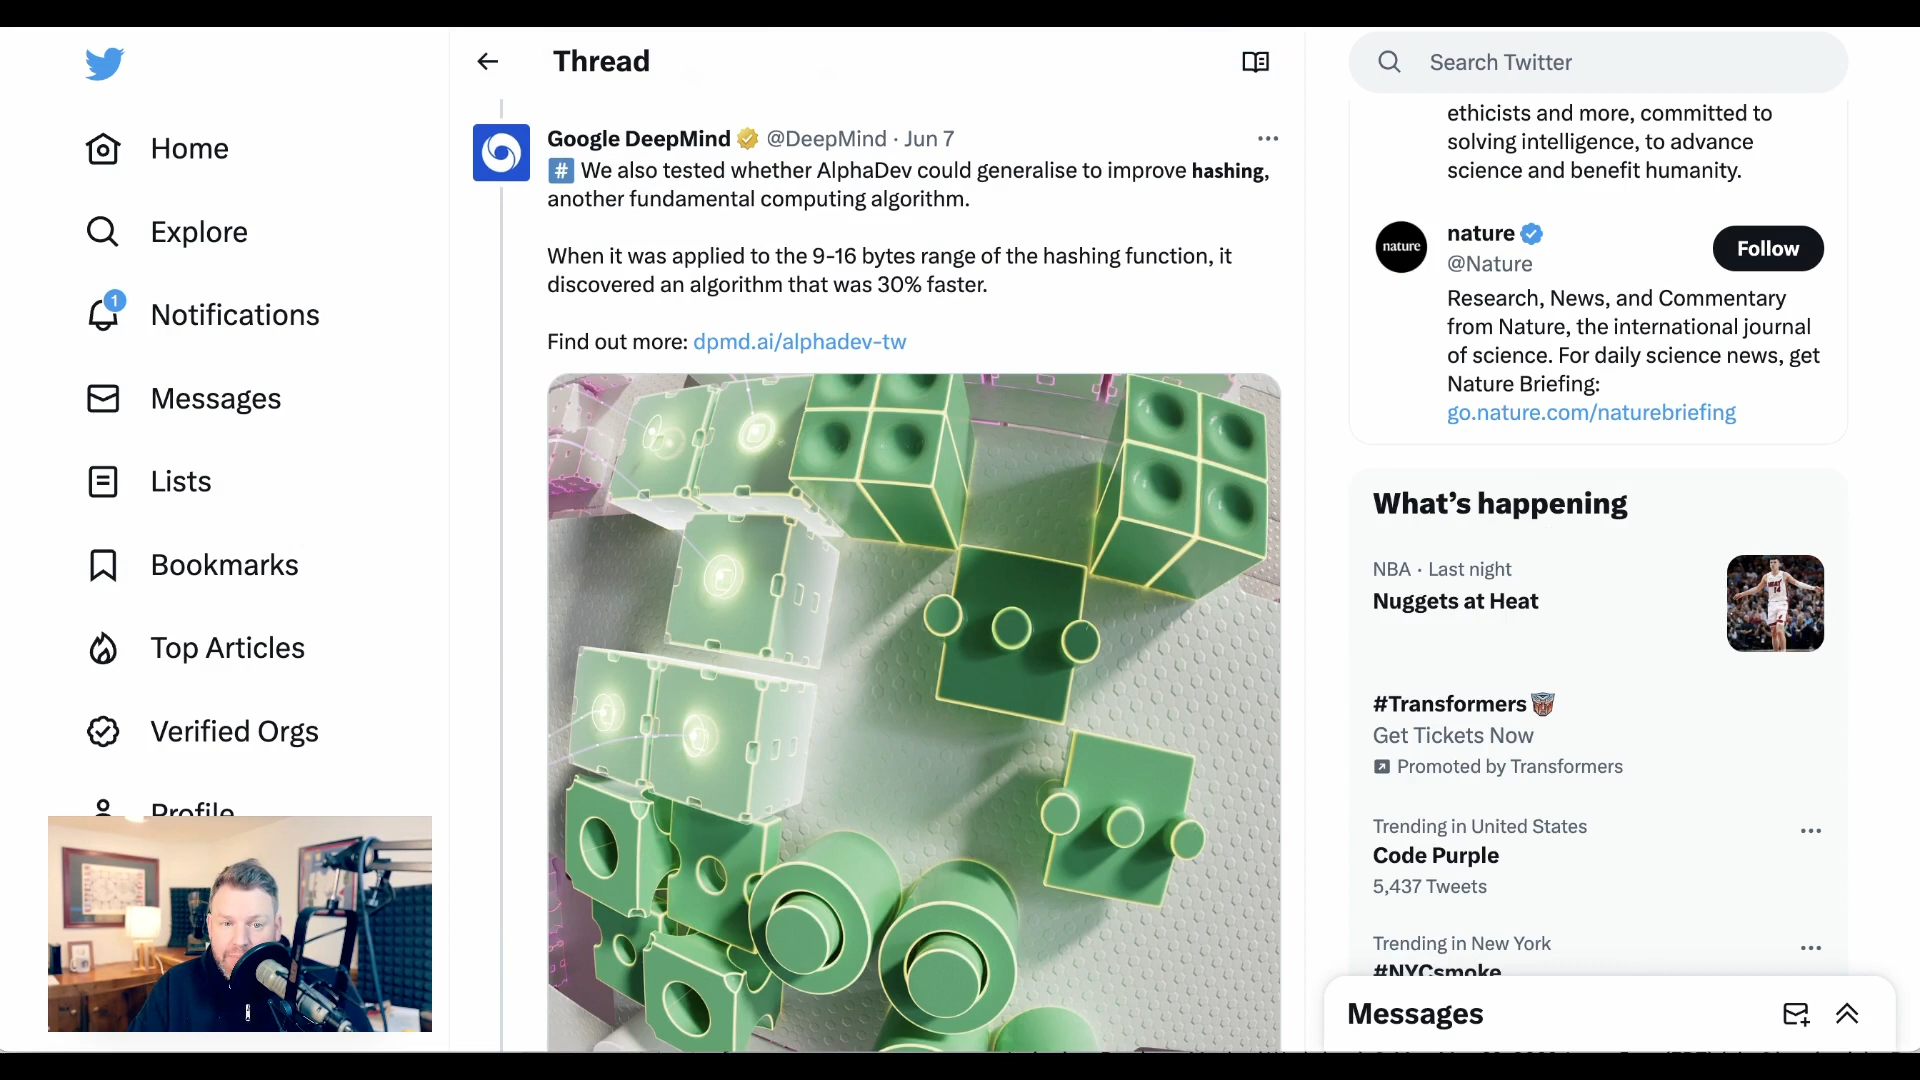 Home
Explore
1
Notifications
Messages
Lists
Bookmarks
Top Articles
Verified Orgs
Profile
Thread
Google DeepMind @DeepMind · Jun 7
# We also tested whether AlphaDev could generalise to improve hashing,
another fundamental computing algorithm.
When it was applied to the 9-16 bytes range of the hashing function, it
discovered an algorithm that was 30% faster.
Find out more: dpmd.ai/alphadev-tw
Search Twitter
ethicists and more, committed to
solving intelligence, to advance
science and benefit humanity.
nature
nature
@Nature
Follow
Research, News, and Commentary
from Nature, the international journal
of science. For daily science news, get
Nature Briefing:
go.nature.com/naturebriefing
What’s happening
NBA · Last night
Nuggets at Heat
#Transformers
Get Tickets Now
Promoted by Transformers
Trending in United States
Code Purple
5,437 Tweets
Trending in New York
#NYCsmoke
Messages